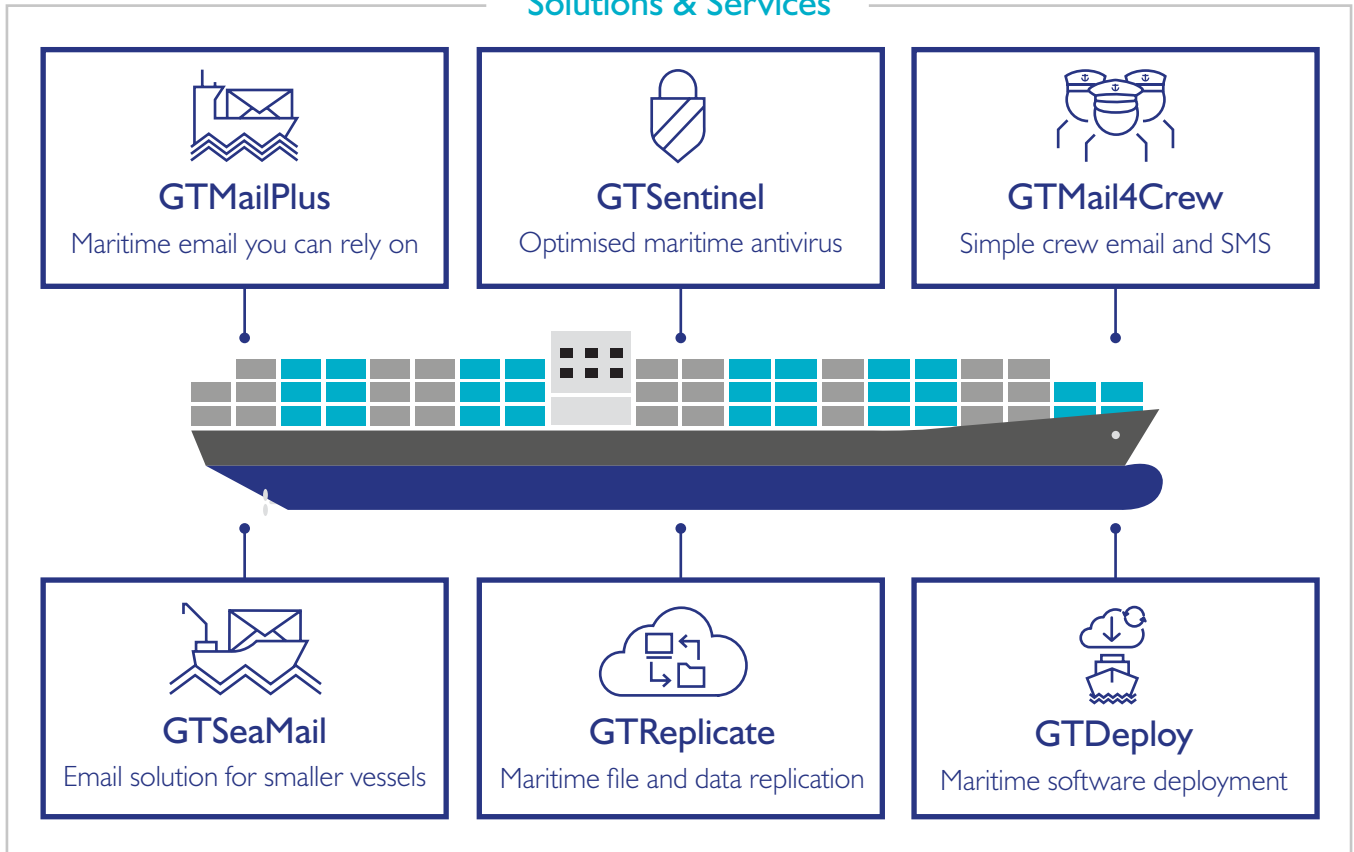 Solutions & Services
GTMailPlus
Maritime email you can rely on
GTSentinel
Optimised maritime antivirus
GTMail4Crew
Simple crew email and SMS
GTSeaMail
Email solution for smaller vessels
GTReplicate
Maritime file and data replication
GTDeploy
Maritime software deployment